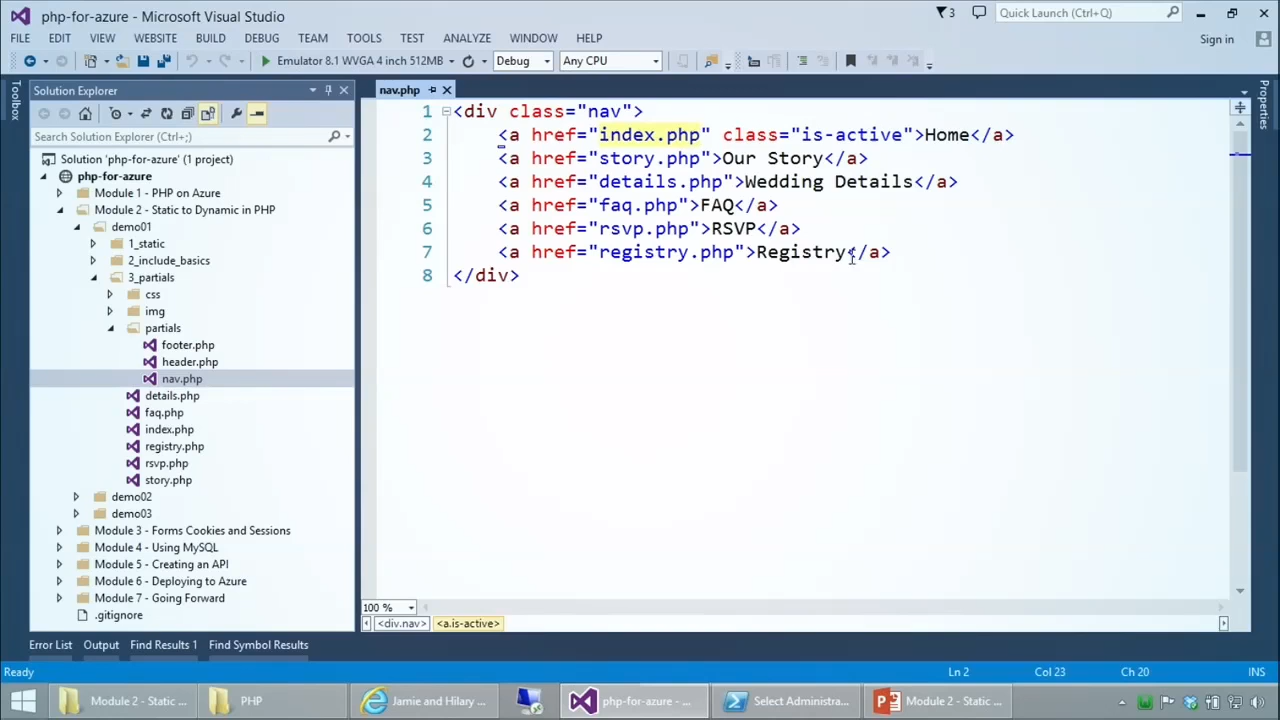 php-for-azure - Microsoft Visual Studio
3
Quick Launch (Ctrl+Q)
FILE EDIT VIEW WEBSITE BUILD DEBUG TEAM TOOLS TEST ANALYZE WINDOW HELP
Sign in
Emulator 8.1 WVGA 4 inch 512MB Debug Any CPU
Toolbox
Solution Explorer
Search Solution Explorer (Ctrl+;)
Solution 'php-for-azure' (1 project)
php-for-azure
Module 1 - PHP on Azure
Module 2 - Static to Dynamic in PHP
demo01
1_static
2_include_basics
3_partials
css
img
partials
footer.php
header.php
nav.php
details.php
faq.php
index.php
registry.php
rsvp.php
story.php
demo02
demo03
Module 3 - Forms Cookies and Sessions
Module 4 - Using MySQL
Module 5 - Creating an API
Module 6 - Deploying to Azure
Module 7 - Going Forward
.gitignore
nav.php
1 <div class="nav">
2 <a href="index.php" class="is-active">Home</a>
3 <a href="story.php">Our Story</a>
4 <a href="details.php">Wedding Details</a>
5 <a href="faq.php">FAQ</a>
6 <a href="rsvp.php">RSVP</a>
7 <a href="registry.php">Registry</a>
8 </div>
Properties
100 %
<div.nav> <a.is-active>
Error List Output Find Results 1 Find Symbol Results
Ready Ln 2 Col 23 Ch 20 INS
Module 2 - Static ... PHP Jamie and Hilary ... php-for-azure - ... Select Administra... Module 2 - Static ...